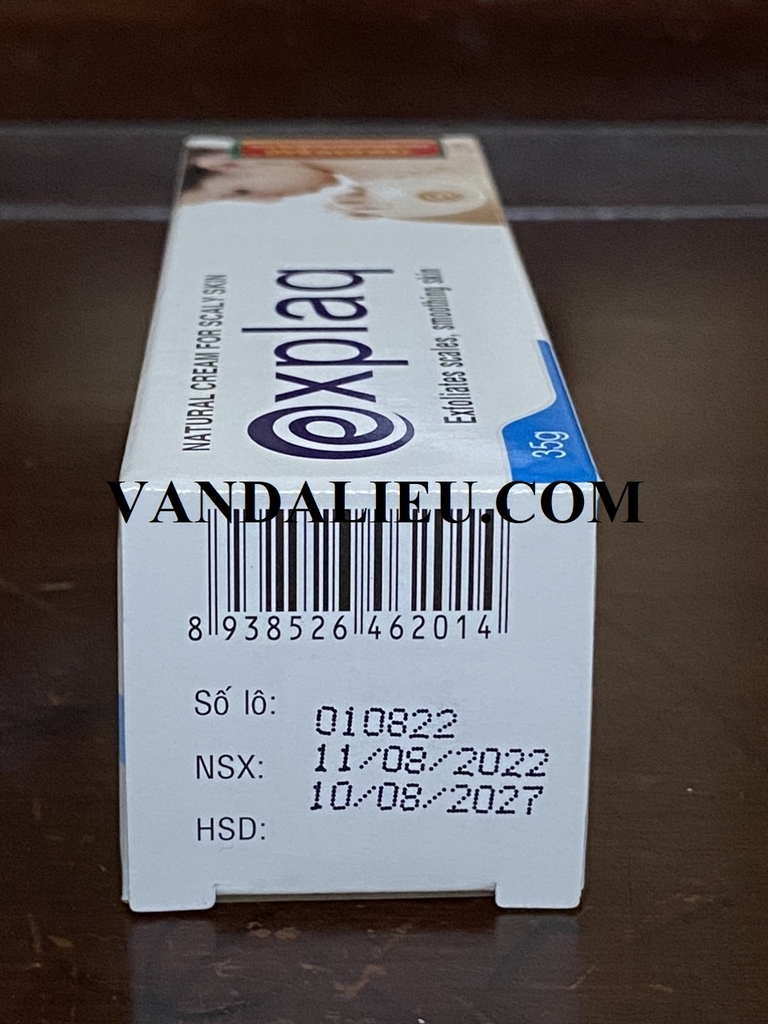 NATURAL CREAM FOR SCALY SKIN
explaq
Exfoliates scales, smoothing skin
35g
VANDALIEU.COM
8 938526 462014
Số lô: 010822
NSX: 11/08/2022
HSD: 10/08/2027